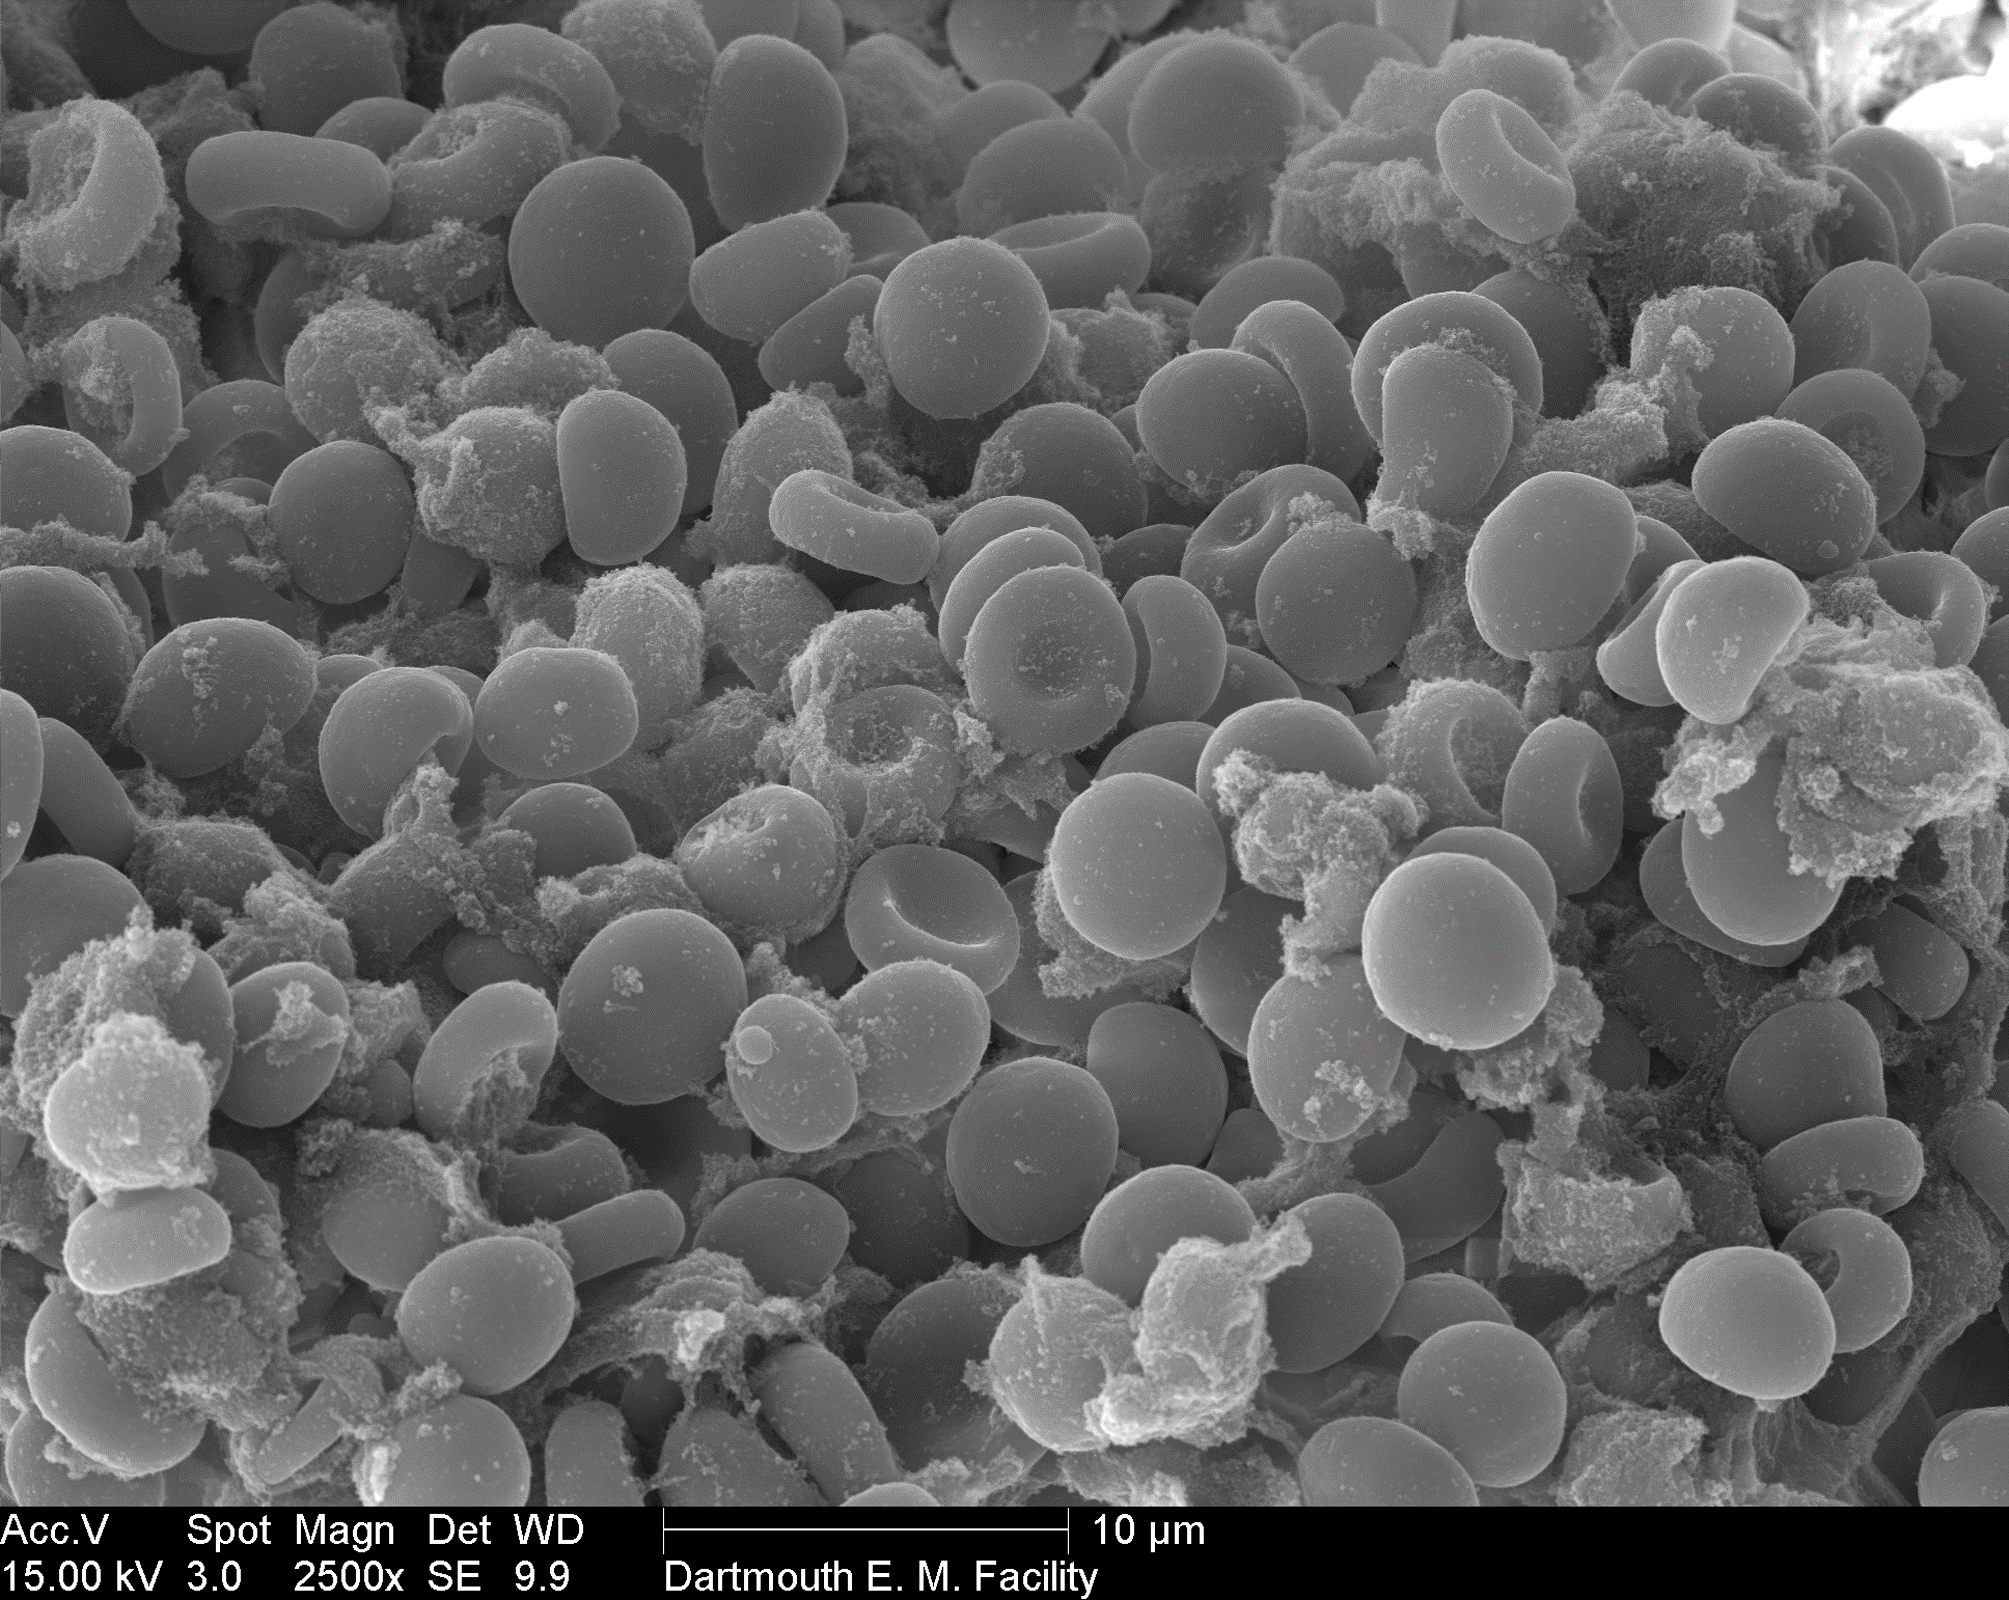 Acc.V Spot Magn Det WD 10 µm
15.00 kV 3.0 2500x SE 9.9 Dartmouth E. M. Facility